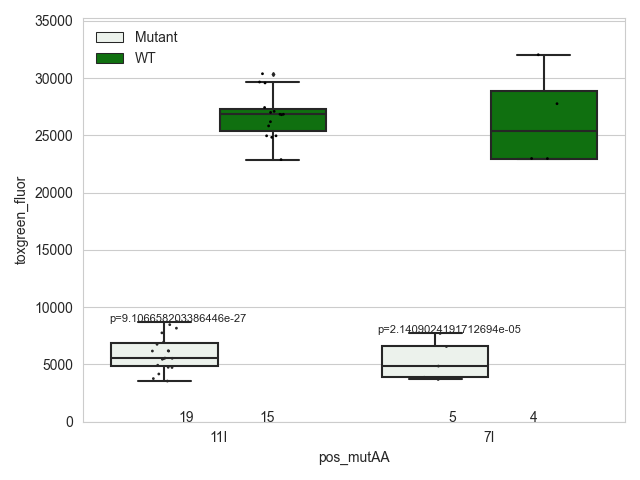 35000
Mutant
WT
30000
25000
20000
15000
10000
5000
0
toxgreen_fluor
p=9.106658203386446e-27
p=2.1409024191712694e-05
19 15 5 4
11I 7I
pos_mutAA